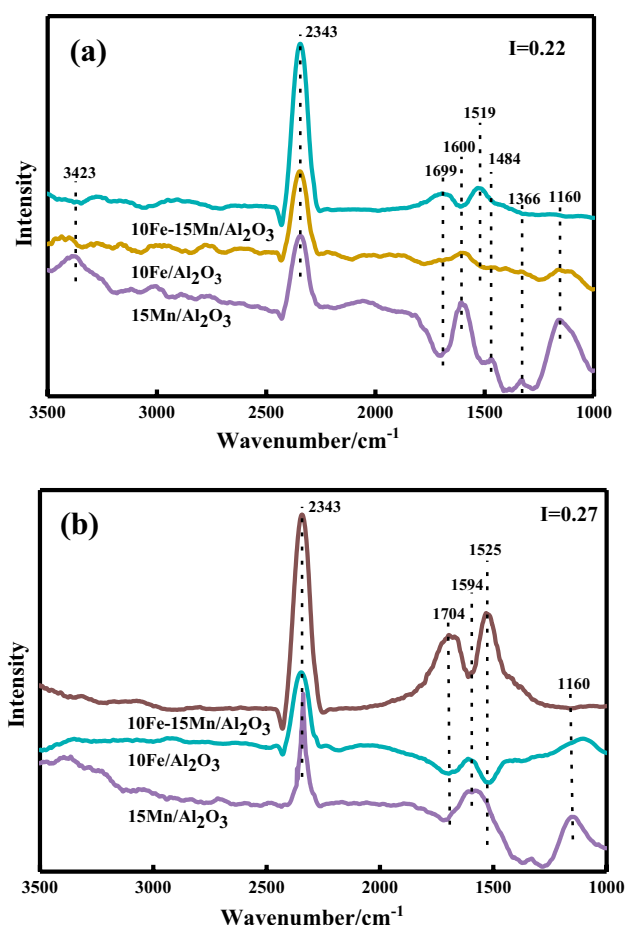 (a)
2343
I=0.22
1519
1600
1484
3423
1699
1366
1160
10Fe-15Mn/Al2O3
10Fe/Al2O3
15Mn/Al2O3
Intensity
3500 3000 2500 2000 1500 1000
Wavenumber/cm-1
(b)
2343
I=0.27
1525
1594
1704
1160
10Fe-15Mn/Al2O3
10Fe/Al2O3
15Mn/Al2O3
Intensity
3500 3000 2500 2000 1500 1000
Wavenumber/cm-1